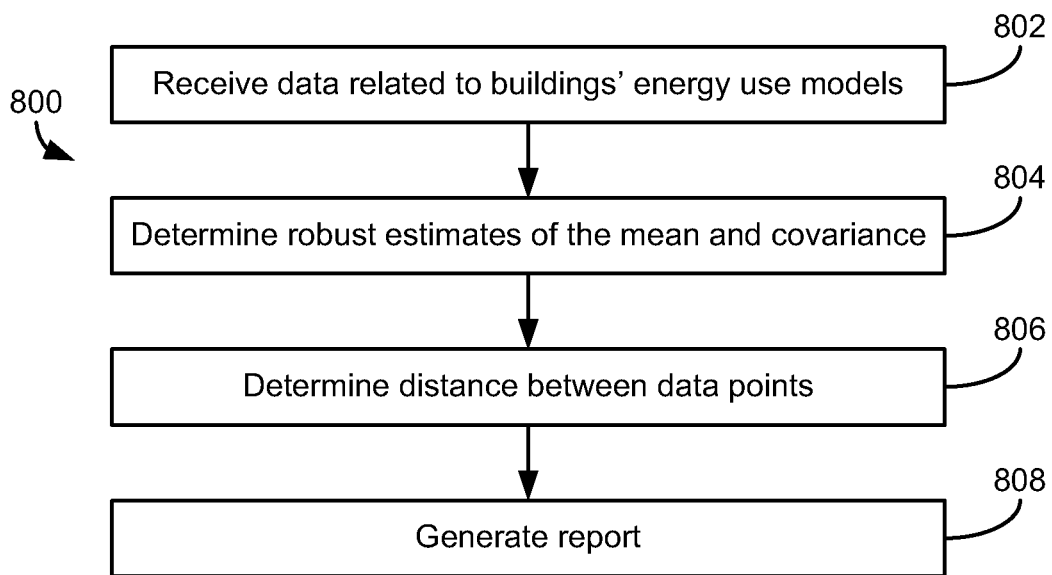 802
Receive data related to buildings’ energy use models
800
804
Determine robust estimates of the mean and covariance
806
Determine distance between data points
808
Generate report